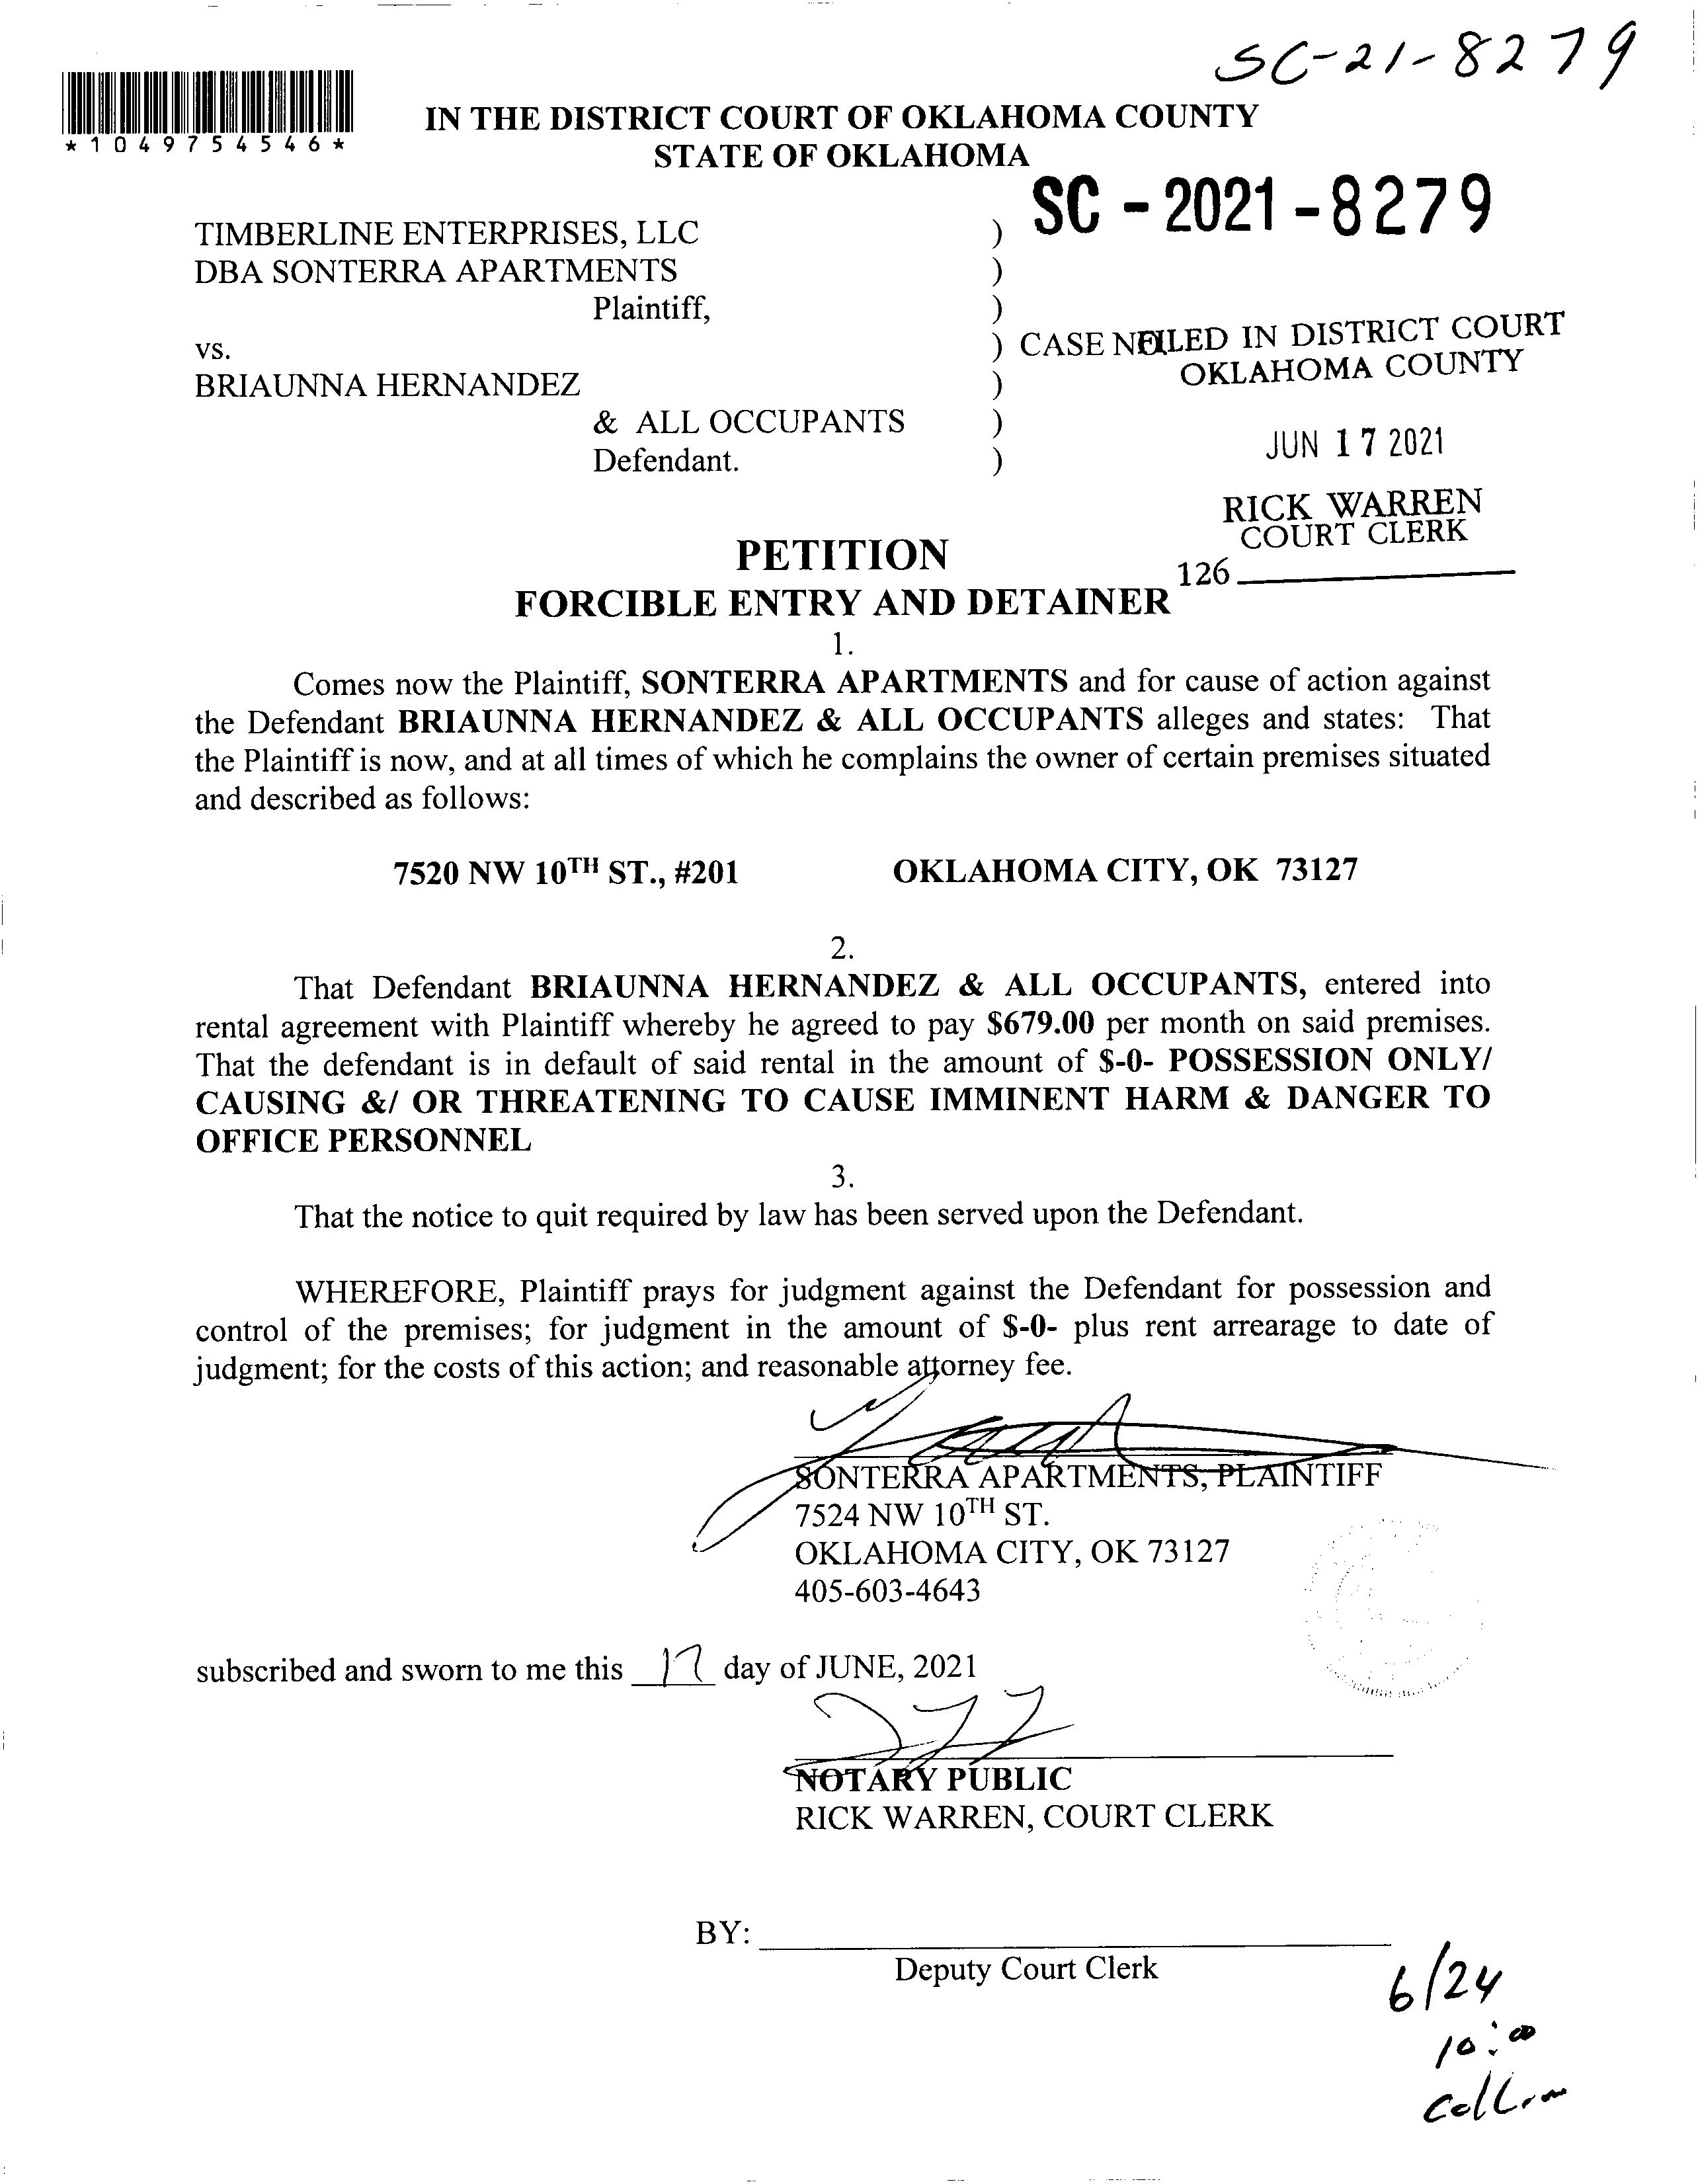 SC-21-8279
*1049754546*
IN THE DISTRICT COURT OF OKLAHOMA COUNTY
STATE OF OKLAHOMA
SC - 2021 - 8279
TIMBERLINE ENTERPRISES, LLC )
DBA SONTERRA APARTMENTS )
Plaintiff, )
vs. ) CASE NO.
FILED IN DISTRICT COURT
OKLAHOMA COUNTY
BRIAUNNA HERNANDEZ )
& ALL OCCUPANTS )
Defendant. )
JUN 17 2021
RICK WARREN
COURT CLERK
126
PETITION
FORCIBLE ENTRY AND DETAINER
1.
Comes now the Plaintiff, SONTERRA APARTMENTS and for cause of action against
the Defendant BRIAUNNA HERNANDEZ & ALL OCCUPANTS alleges and states: That
the Plaintiff is now, and at all times of which he complains the owner of certain premises situated
and described as follows:
7520 NW 10TH ST., #201 OKLAHOMA CITY, OK 73127
2.
That Defendant BRIAUNNA HERNANDEZ & ALL OCCUPANTS, entered into
rental agreement with Plaintiff whereby he agreed to pay $679.00 per month on said premises.
That the defendant is in default of said rental in the amount of $-0- POSSESSION ONLY/
CAUSING &/ OR THREATENING TO CAUSE IMMINENT HARM & DANGER TO
OFFICE PERSONNEL
3.
That the notice to quit required by law has been served upon the Defendant.
WHEREFORE, Plaintiff prays for judgment against the Defendant for possession and
control of the premises; for judgment in the amount of $-0- plus rent arrearage to date of
judgment; for the costs of this action; and reasonable attorney fee.
SONTERRA APARTMENTS, PLAINTIFF
7524 NW 10TH ST.
OKLAHOMA CITY, OK 73127
405-603-4643
subscribed and sworn to me this 17 day of JUNE, 2021
NOTARY PUBLIC
RICK WARREN, COURT CLERK
BY:
Deputy Court Clerk
6/24
10:00
Collins